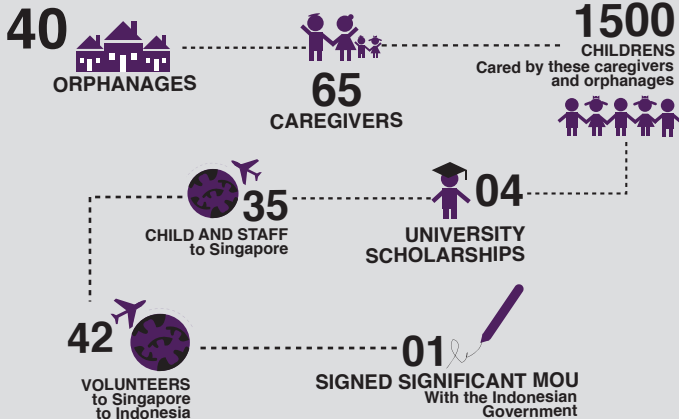 40
ORPHANAGES
65
CAREGIVERS
1500
CHILDRENS
Cared by these caregivers
and orphanages
04
UNIVERSITY
SCHOLARSHIPS
35
CHILD AND STAFF
to Singapore
42
VOLUNTEERS
to Singapore
to Indonesia
01
SIGNED SIGNIFICANT MOU
With the Indonesian
Government